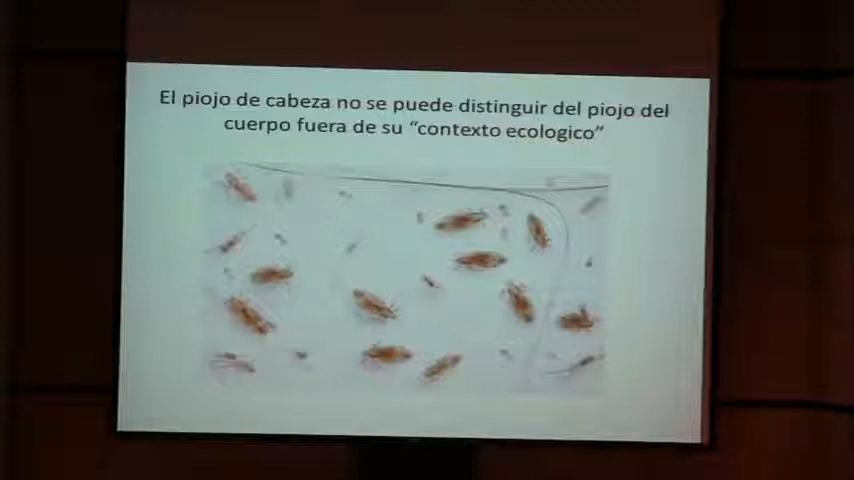 El piojo de cabeza no se puede distinguir del piojo del
cuerpo fuera de su “contexto ecologico”